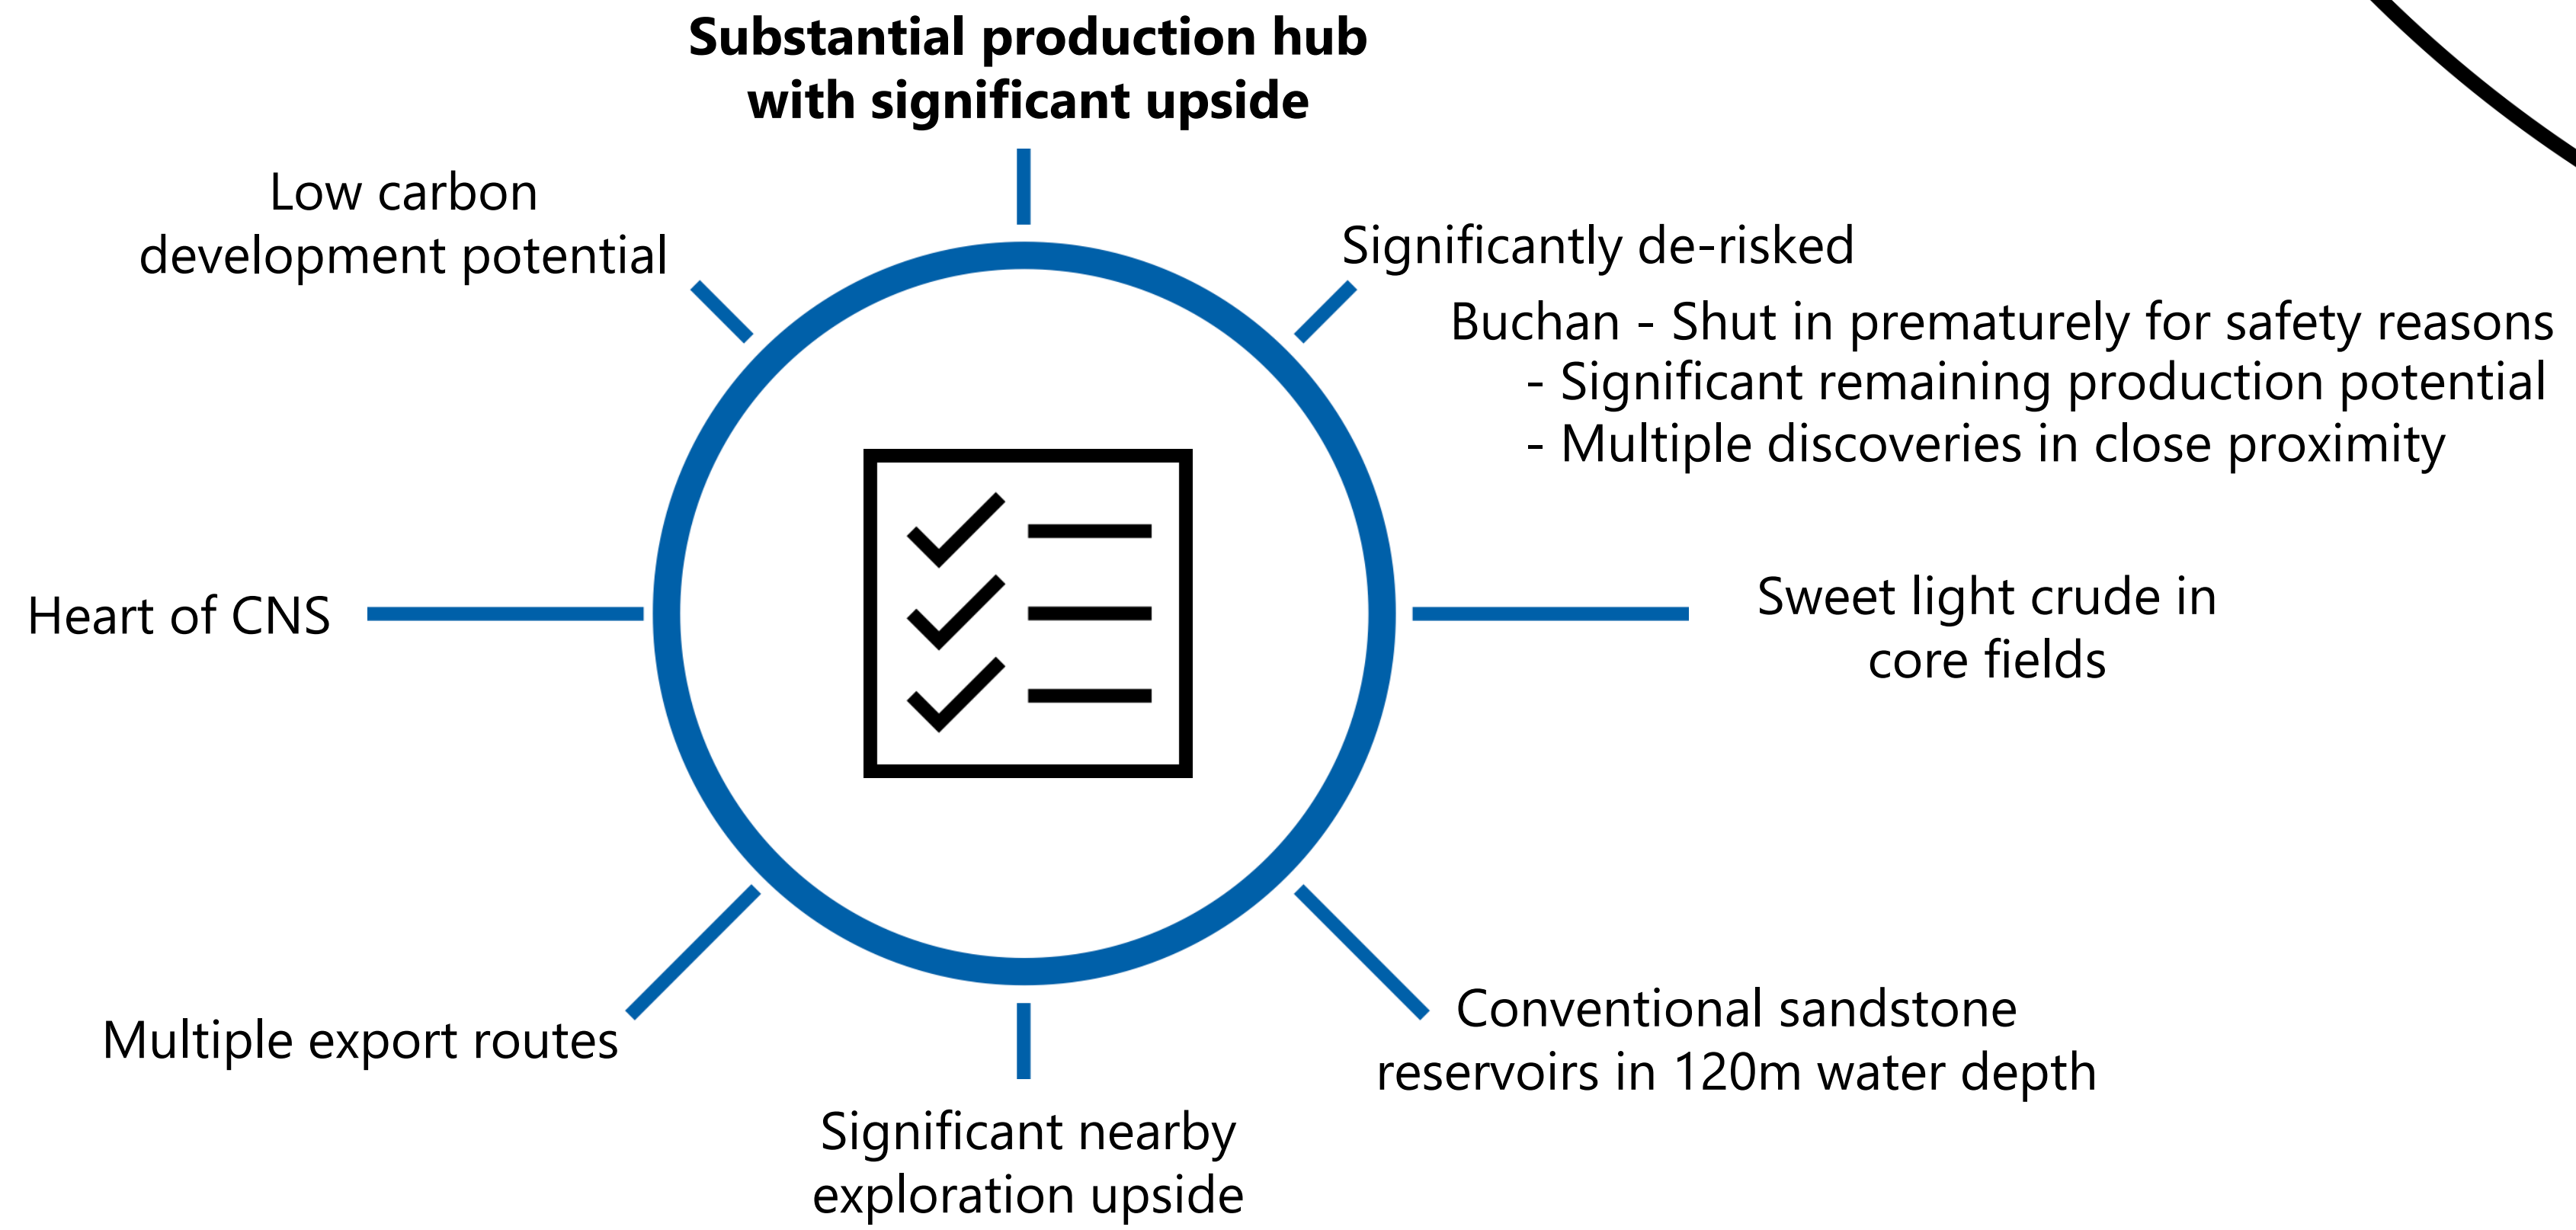 Substantial production hub
with significant upside
Low carbon
development potential
Significantly de-risked
Buchan - Shut in prematurely for safety reasons
- Significant remaining production potential
- Multiple discoveries in close proximity
Heart of CNS
Sweet light crude in
core fields
Multiple export routes
Conventional sandstone
reservoirs in 120m water depth
Significant nearby
exploration upside